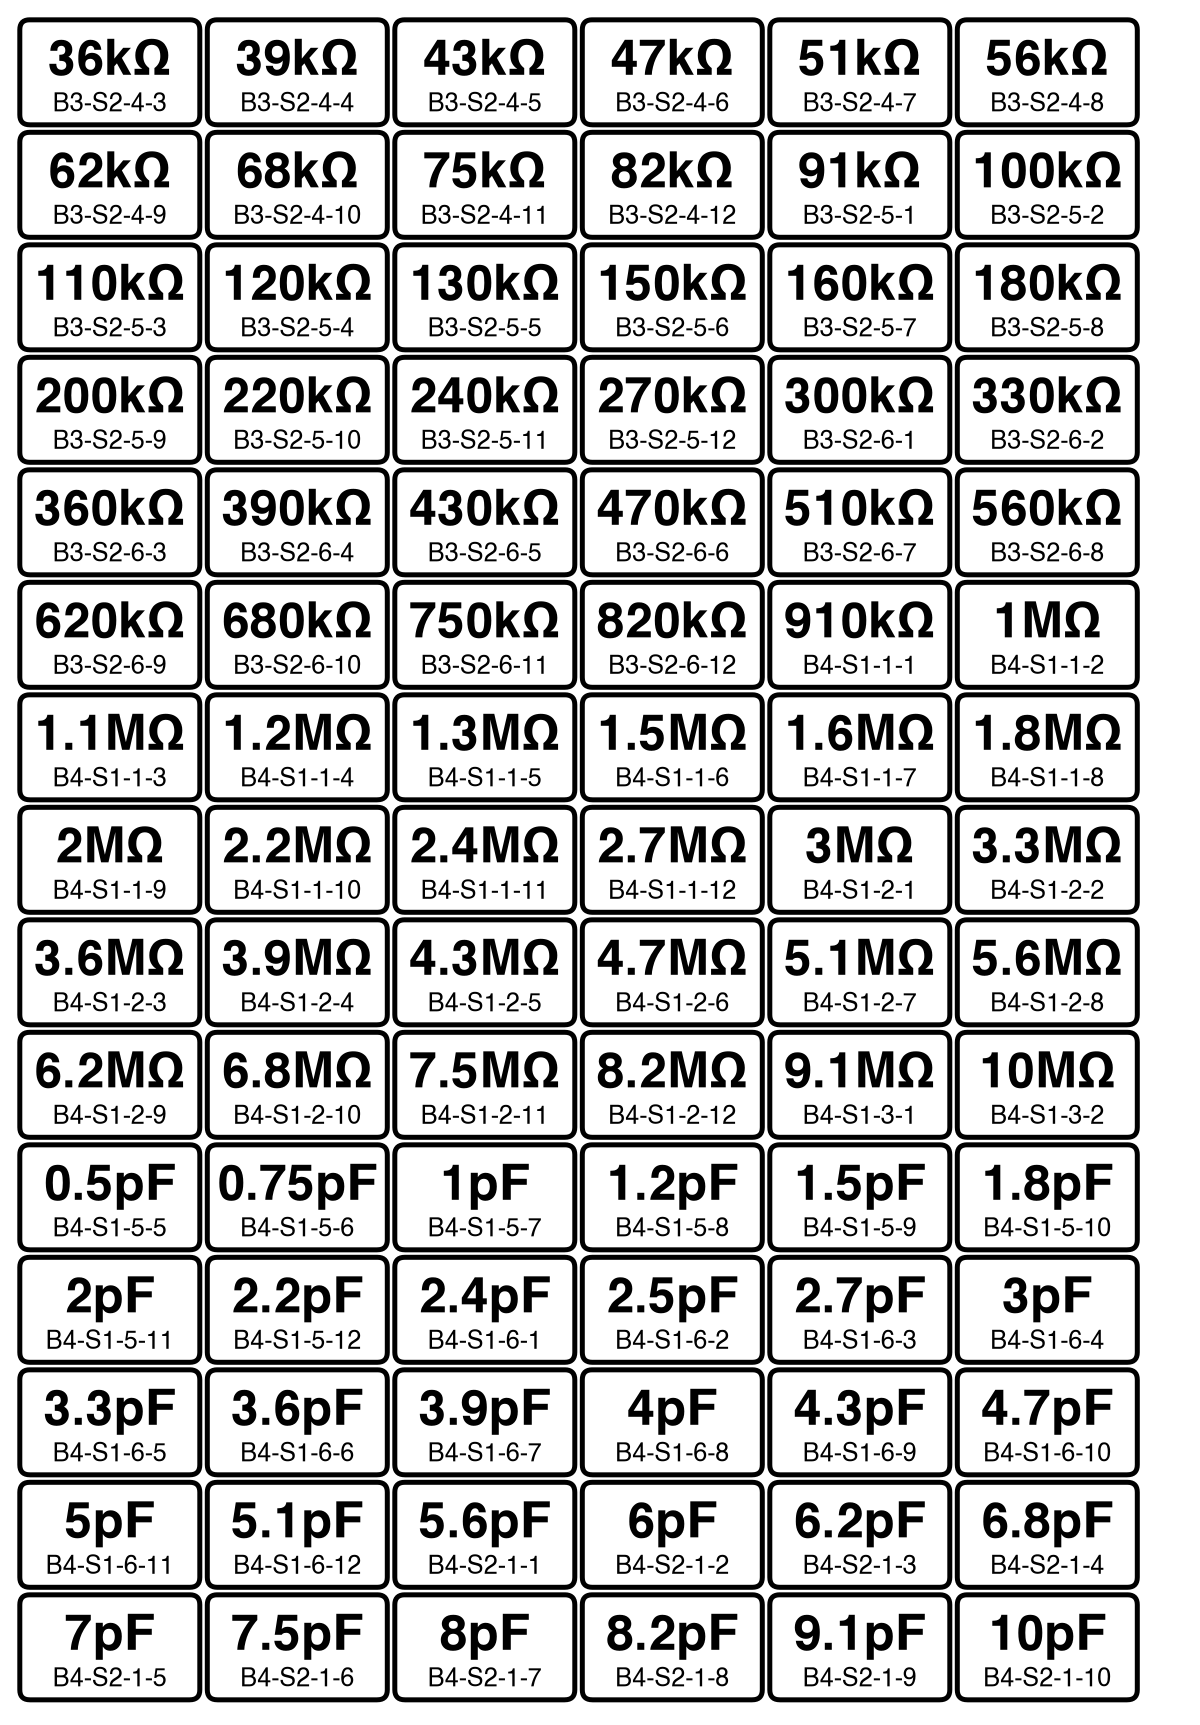 36kΩ 39kΩ 43kΩ 47kΩ 51kΩ 56kΩ
B3-S2-4-3 B3-S2-4-4 B3-S2-4-5 B3-S2-4-6 B3-S2-4-7 B3-S2-4-8
62kΩ 68kΩ 75kΩ 82kΩ 91kΩ 100kΩ
B3-S2-4-9 B3-S2-4-10 B3-S2-4-11 B3-S2-4-12 B3-S2-5-1 B3-S2-5-2
110kΩ 120kΩ 130kΩ 150kΩ 160kΩ 180kΩ
B3-S2-5-3 B3-S2-5-4 B3-S2-5-5 B3-S2-5-6 B3-S2-5-7 B3-S2-5-8
200kΩ 220kΩ 240kΩ 270kΩ 300kΩ 330kΩ
B3-S2-5-9 B3-S2-5-10 B3-S2-5-11 B3-S2-5-12 B3-S2-6-1 B3-S2-6-2
360kΩ 390kΩ 430kΩ 470kΩ 510kΩ 560kΩ
B3-S2-6-3 B3-S2-6-4 B3-S2-6-5 B3-S2-6-6 B3-S2-6-7 B3-S2-6-8
620kΩ 680kΩ 750kΩ 820kΩ 910kΩ 1MΩ
B3-S2-6-9 B3-S2-6-10 B3-S2-6-11 B3-S2-6-12 B4-S1-1-1 B4-S1-1-2
1.1MΩ 1.2MΩ 1.3MΩ 1.5MΩ 1.6MΩ 1.8MΩ
B4-S1-1-3 B4-S1-1-4 B4-S1-1-5 B4-S1-1-6 B4-S1-1-7 B4-S1-1-8
2MΩ 2.2MΩ 2.4MΩ 2.7MΩ 3MΩ 3.3MΩ
B4-S1-1-9 B4-S1-1-10 B4-S1-1-11 B4-S1-1-12 B4-S1-2-1 B4-S1-2-2
3.6MΩ 3.9MΩ 4.3MΩ 4.7MΩ 5.1MΩ 5.6MΩ
B4-S1-2-3 B4-S1-2-4 B4-S1-2-5 B4-S1-2-6 B4-S1-2-7 B4-S1-2-8
6.2MΩ 6.8MΩ 7.5MΩ 8.2MΩ 9.1MΩ 10MΩ
B4-S1-2-9 B4-S1-2-10 B4-S1-2-11 B4-S1-2-12 B4-S1-3-1 B4-S1-3-2
0.5pF 0.75pF 1pF 1.2pF 1.5pF 1.8pF
B4-S1-5-5 B4-S1-5-6 B4-S1-5-7 B4-S1-5-8 B4-S1-5-9 B4-S1-5-10
2pF 2.2pF 2.4pF 2.5pF 2.7pF 3pF
B4-S1-5-11 B4-S1-5-12 B4-S1-6-1 B4-S1-6-2 B4-S1-6-3 B4-S1-6-4
3.3pF 3.6pF 3.9pF 4pF 4.3pF 4.7pF
B4-S1-6-5 B4-S1-6-6 B4-S1-6-7 B4-S1-6-8 B4-S1-6-9 B4-S1-6-10
5pF 5.1pF 5.6pF 6pF 6.2pF 6.8pF
B4-S1-6-11 B4-S1-6-12 B4-S2-1-1 B4-S2-1-2 B4-S2-1-3 B4-S2-1-4
7pF 7.5pF 8pF 8.2pF 9.1pF 10pF
B4-S2-1-5 B4-S2-1-6 B4-S2-1-7 B4-S2-1-8 B4-S2-1-9 B4-S2-1-10